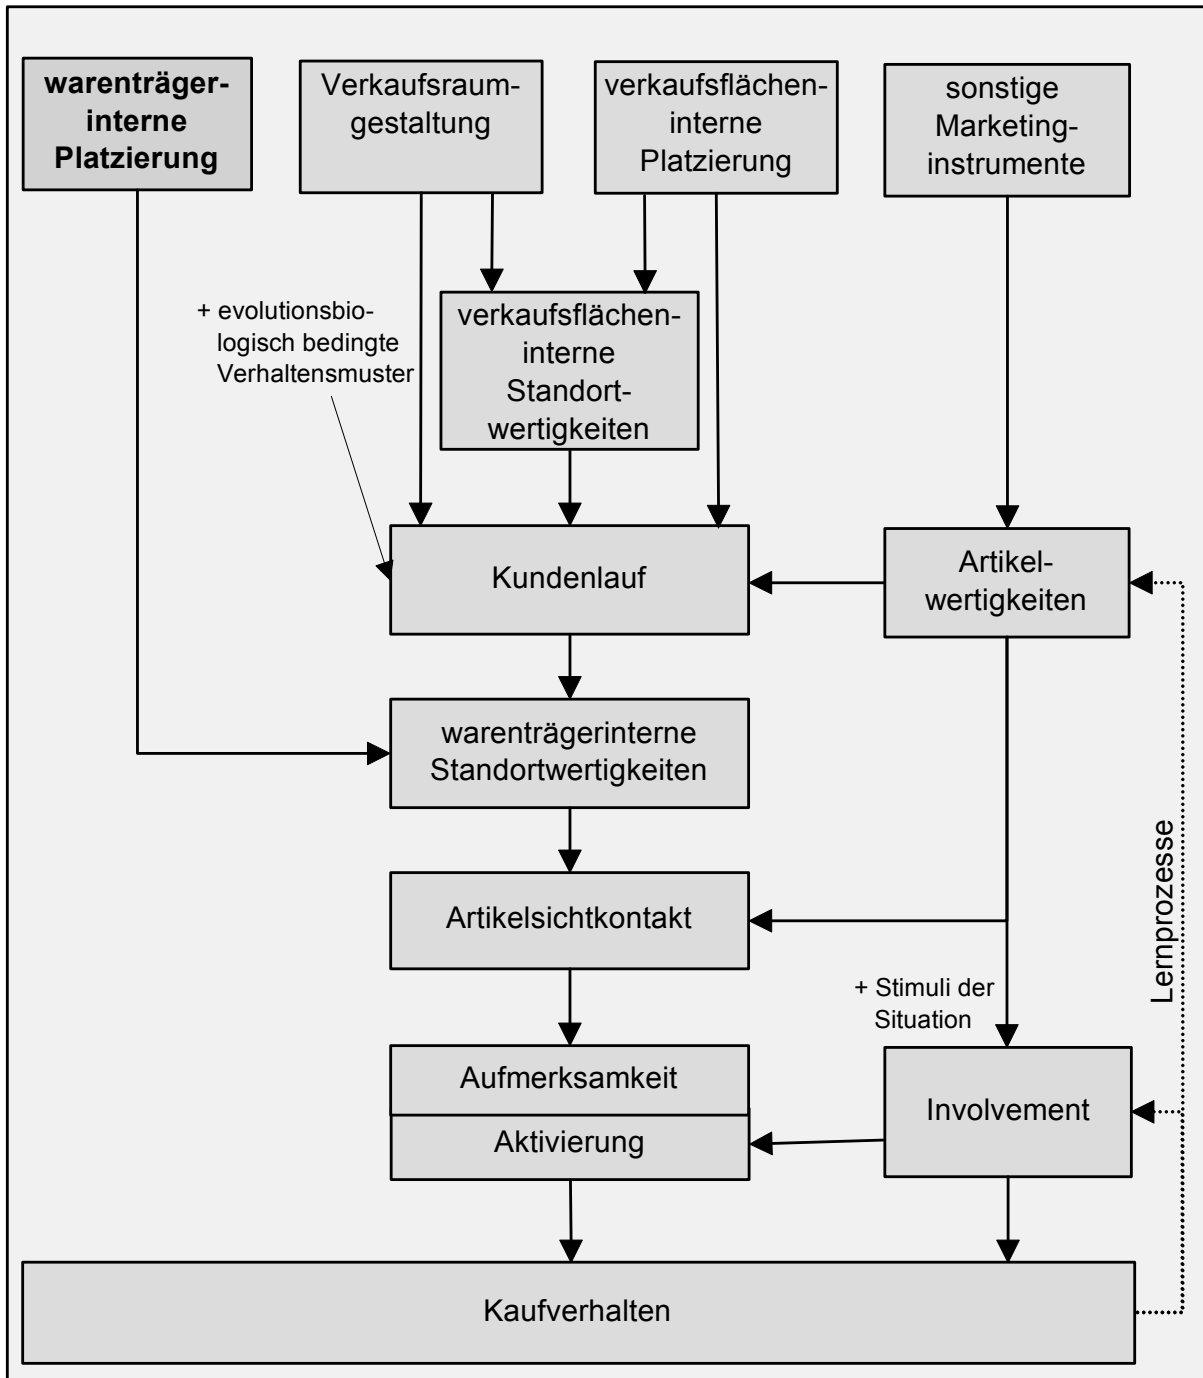 warenträger-
interne
Platzierung
Verkaufsraum-
gestaltung
verkaufsflächen-
interne
Platzierung
sonstige
Marketing-
instrumente
+ evolutionsbio-
logisch bedingte
Verhaltensmuster
verkaufsflächen-
interne
Standort-
wertigkeiten
Kundenlauf
Artikel-
wertigkeiten
warenträgerinterne
Standortwertigkeiten
Artikelsichtkontakt
Lernprozesse
+ Stimuli der
Situation
Aufmerksamkeit
Aktivierung
Involvement
Kaufverhalten